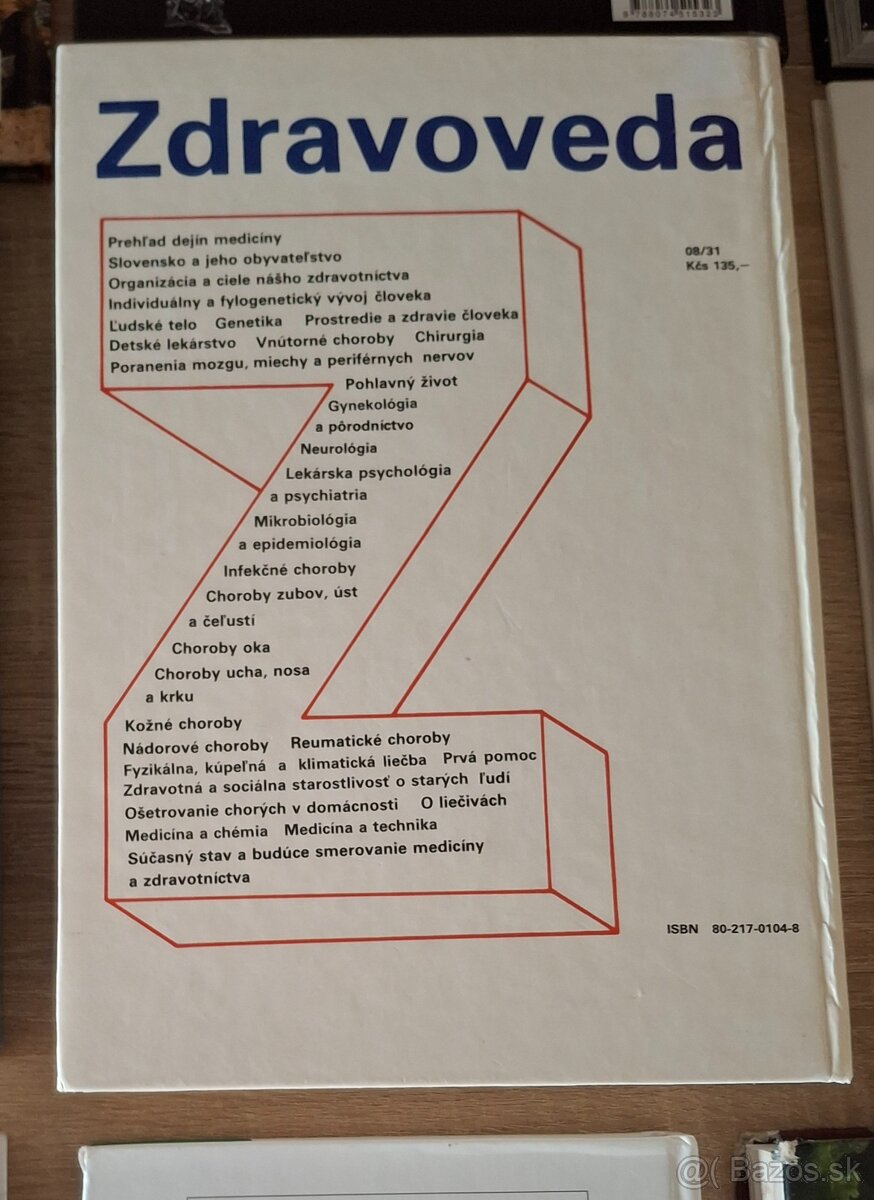 9 788074 516323
Zdravoveda
08/31
Kčs 135,–
Prehľad dejín medicíny
Slovensko a jeho obyvateľstvo
Organizácia a ciele nášho zdravotníctva
Individuálny a fylogenetický vývoj človeka
Ľudské telo Genetika Prostredie a zdravie človeka
Detské lekárstvo Vnútorné choroby Chirurgia
Poranenia mozgu, miechy a periférnych nervov
Pohlavný život
Gynekológia
a pôrodníctvo
Neurológia
Lekárska psychológia
a psychiatria
Mikrobiológia
a epidemiológia
Infekčné choroby
Choroby zubov, úst
a čeľustí
Choroby oka
Choroby ucha, nosa
a krku
Kožné choroby
Nádorové choroby Reumatické choroby
Fyzikálna, kúpeľná a klimatická liečba Prvá pomoc
Zdravotná a sociálna starostlivosť o starých ľudí
Ošetrovanie chorých v domácnosti O liečivách
Medicína a chémia Medicína a technika
Súčasný stav a budúce smerovanie medicíny
a zdravotníctva
ISBN 80-217-0104-8
@( Bazos.sk